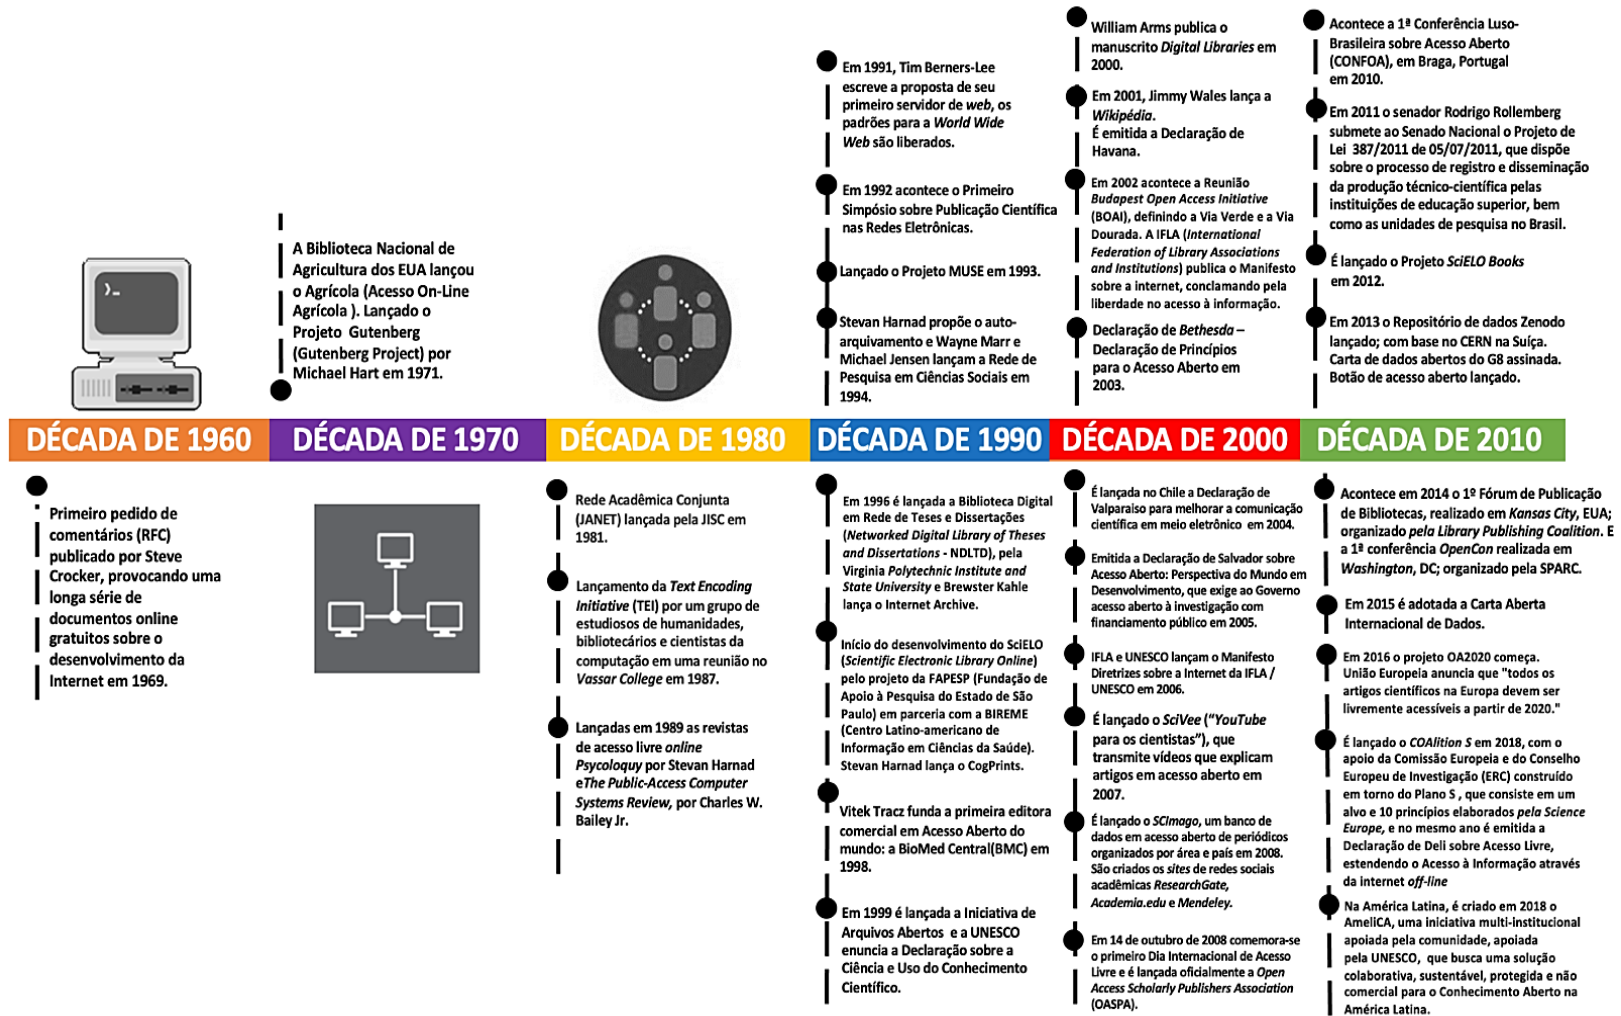 DÉCADA DE 1960
Primeiro pedido de
comentários (RFC)
publicado por Steve
Crocker, provocando uma
longa série de
documentos online
gratuitos sobre o
desenvolvimento da
Internet em 1969.
A Biblioteca Nacional de
Agricultura dos EUA lançou
o Agrícola (Acesso On-Line
Agrícola ). Lançado o
Projeto Gutenberg
(Gutenberg Project) por
Michael Hart em 1971.
DÉCADA DE 1970
DÉCADA DE 1980
Rede Acadêmica Conjunta
(JANET) lançada pela JISC em
1981.
Lançamento da Text Encoding
Initiative (TEI) por um grupo de
estudiosos de humanidades,
bibliotecários e cientistas da
computação em uma reunião no
Vassar College em 1987.
Lançadas em 1989 as revistas
de acesso livre online
Psycoloquy por Stevan Harnad
eThe Public-Access Computer
Systems Review, por Charles W.
Bailey Jr.
Em 1991, Tim Berners-Lee
escreve a proposta de seu
primeiro servidor de web, os
padrões para a World Wide
Web são liberados.
Em 1992 acontece o Primeiro
Simpósio sobre Publicação Científica
nas Redes Eletrônicas.
Lançado o Projeto MUSE em 1993.
Stevan Harnad propõe o auto-
arquivamento e Wayne Marr e
Michael Jensen lançam a Rede de
Pesquisa em Ciências Sociais em
1994.
DÉCADA DE 1990
Em 1996 é lançada a Biblioteca Digital
em Rede de Teses e Dissertações
(Networked Digital Library of Theses
and Dissertations - NDLTD), pela
Virginia Polytechnic Institute and
State University e Brewster Kahle
lança o Internet Archive.
Início do desenvolvimento do SciELO
(Scientific Electronic Library Online)
pelo projeto da FAPESP (Fundação de
Apoio à Pesquisa do Estado de São
Paulo) em parceria com a BIREME
(Centro Latino-americano de
Informação em Ciências da Saúde).
Stevan Harnad lança o CogPrints.
Vitek Tracz funda a primeira editora
comercial em Acesso Aberto do
mundo: a BioMed Central(BMC) em
1998.
Em 1999 é lançada a Iniciativa de
Arquivos Abertos e a UNESCO
enuncia a Declaração sobre a
Ciência e Uso do Conhecimento
Científico.
William Arms publica o
manuscrito Digital Libraries em
2000.
Em 2001, Jimmy Wales lança a
Wikipédia.
É emitida a Declaração de
Havana.
Em 2002 acontece a Reunião
Budapest Open Access Initiative
(BOAI), definindo a Via Verde e a Via
Dourada. A IFLA (International
Federation of Library Associations
and Institutions) publica o Manifesto
sobre a internet, conclamando pela
liberdade no acesso à informação.
Declaração de Bethesda –
Declaração de Princípios
para o Acesso Aberto em
2003.
DÉCADA DE 2000
É lançada no Chile a Declaração de
Valparaiso para melhorar a comunicação
científica em meio eletrônico em 2004.
Emitida a Declaração de Salvador sobre
Acesso Aberto: Perspectiva do Mundo em
Desenvolvimento, que exige ao Governo
acesso aberto à investigação com
financiamento público em 2005.
IFLA e UNESCO lançam o Manifesto
Diretrizes sobre a Internet da IFLA /
UNESCO em 2006.
É lançado o SciVee (“YouTube
para os cientistas”), que
transmite vídeos que explicam
artigos em acesso aberto em
2007.
É lançado o SCImago, um banco de
dados em acesso aberto de periódicos
organizados por área e país em 2008.
São criados os sites de redes sociais
acadêmicas ResearchGate,
Academia.edu e Mendeley.
Em 14 de outubro de 2008 comemora-se
o primeiro Dia Internacional de Acesso
Livre e é lançada oficialmente a Open
Access Scholarly Publishers Association
(OASPA).
Acontece a 1ª Conferência Luso-
Brasileira sobre Acesso Aberto
(CONFOA), em Braga, Portugal
em 2010.
Em 2011 o senador Rodrigo Rollemberg
submete ao Senado Nacional o Projeto de
Lei 387/2011 de 05/07/2011, que dispõe
sobre o processo de registro e disseminação
da produção técnico-científica pelas
instituições de educação superior, bem
como as unidades de pesquisa no Brasil.
É lançado o Projeto SciELO Books
em 2012.
Em 2013 o Repositório de dados Zenodo
lançado; com base no CERN na Suíça.
Carta de dados abertos do G8 assinada.
Botão de acesso aberto lançado.
DÉCADA DE 2010
Acontece em 2014 o 1º Fórum de Publicação
de Bibliotecas, realizado em Kansas City, EUA;
organizado pela Library Publishing Coalition. E
a 1ª conferência OpenCon realizada em
Washington, DC; organizado pela SPARC.
Em 2015 é adotada a Carta Aberta
Internacional de Dados.
Em 2016 o projeto OA2020 começa.
União Europeia anuncia que "todos os
artigos científicos na Europa devem ser
livremente acessíveis a partir de 2020."
É lançado o COAlition S em 2018, com o
apoio da Comissão Europeia e do Conselho
Europeu de Investigação (ERC) construído
em torno do Plano S , que consiste em um
alvo e 10 princípios elaborados pela Science
Europe, e no mesmo ano é emitida a
Declaração de Deli sobre Acesso Livre,
estendendo o Acesso à Informação através
da internet off-line
Na América Latina, é criado em 2018 o
AmeliCA, uma iniciativa multi-institucional
apoiada pela comunidade, apoiada
pela UNESCO, que busca uma solução
colaborativa, sustentável, protegida e não
comercial para o Conhecimento Aberto na
América Latina.